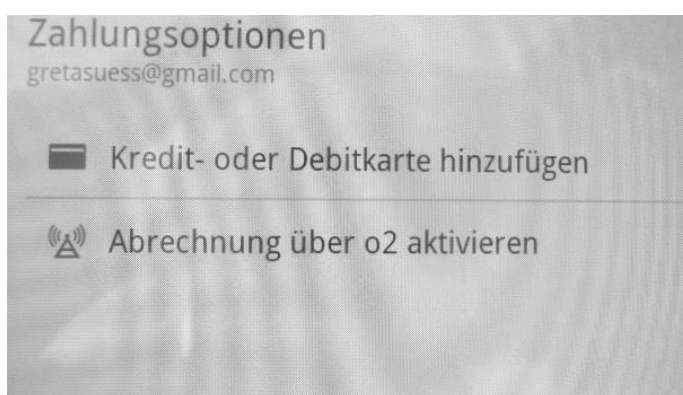 Zahlungsoptionen
gretasuess@gmail.com
Kredit- oder Debitkarte hinzufügen
Abrechnung über o2 aktivieren